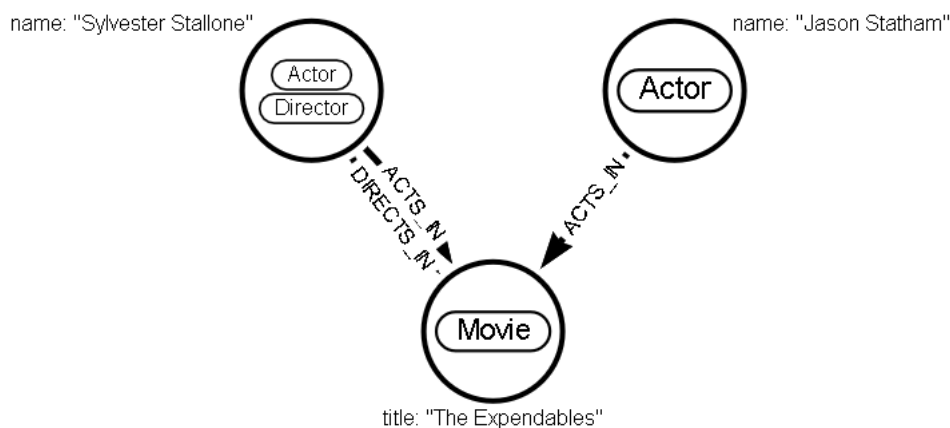 name: "Sylvester Stallone"
name: "Jason Statham"
Actor
Director
Actor
ACTS_IN
DIRECTS_IN
ACTS_IN
Movie
title: "The Expendables"